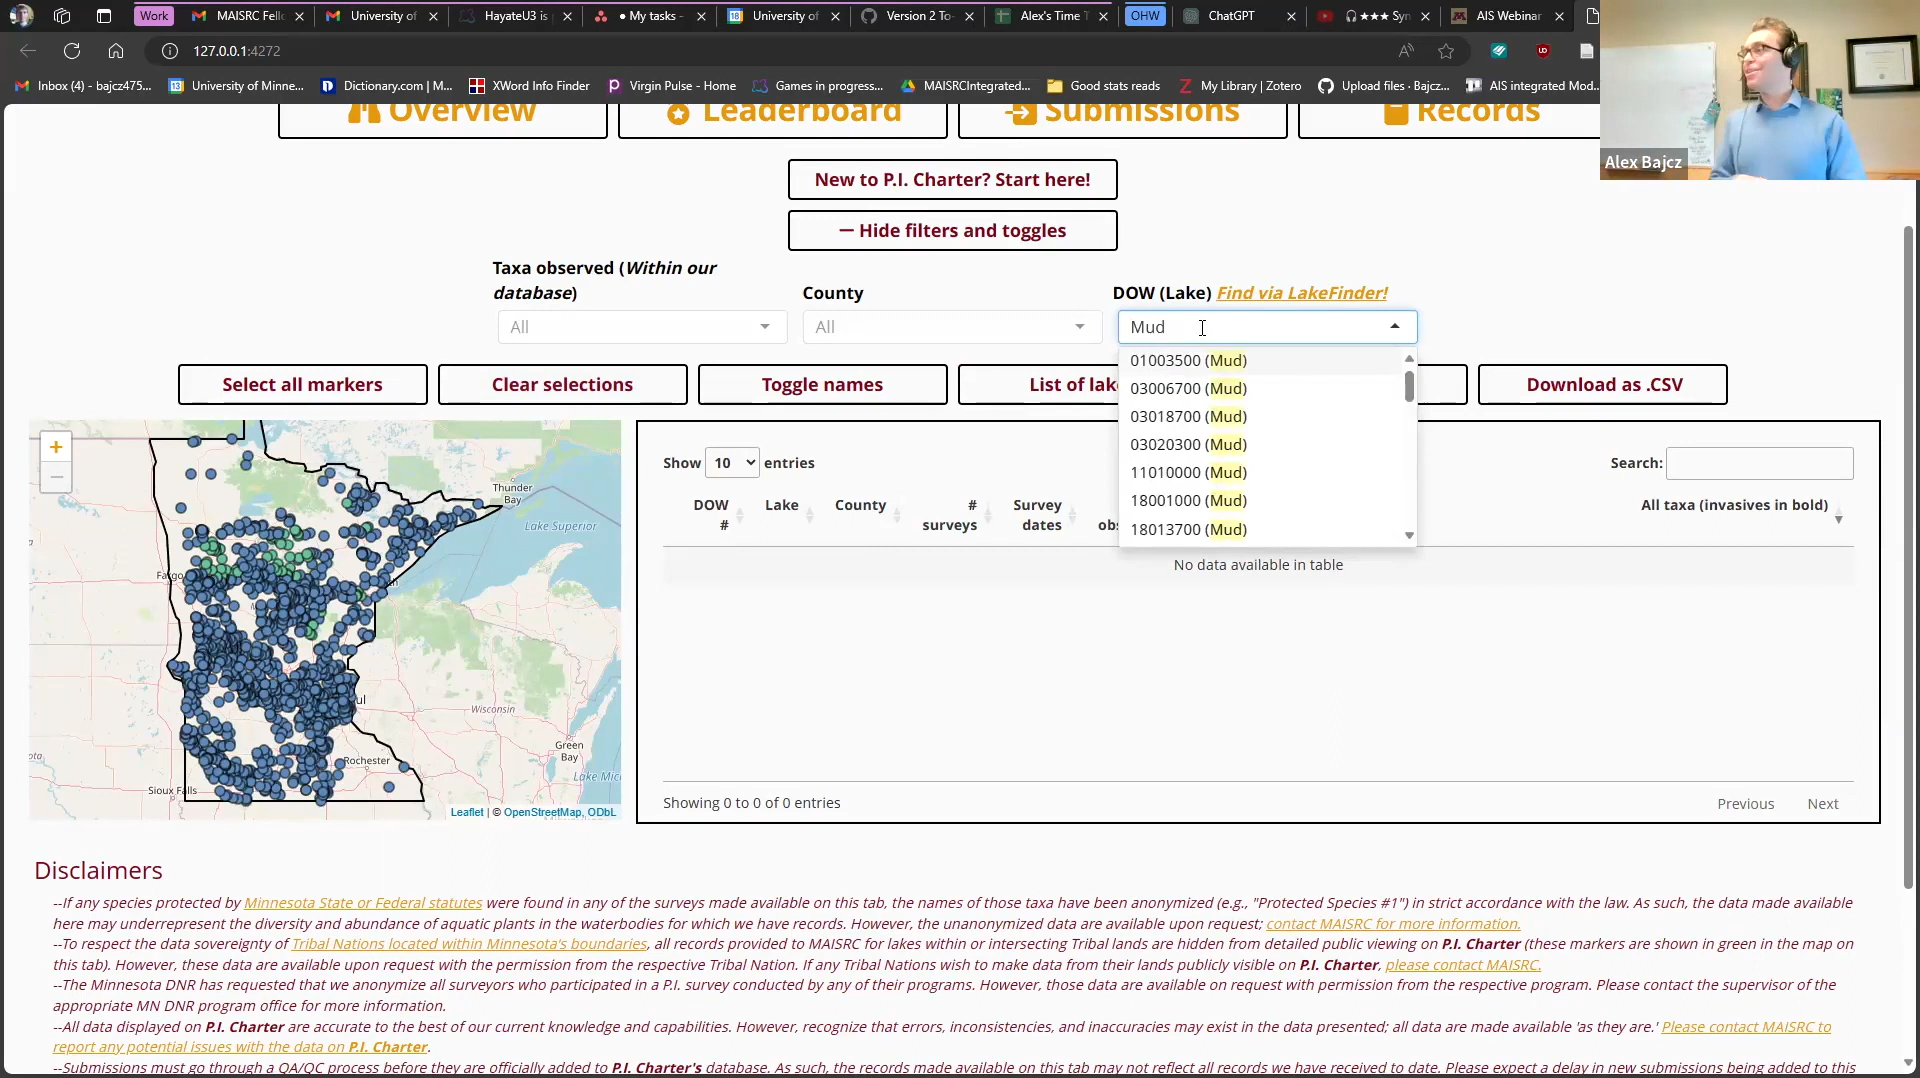 Work
MAISRC Fell
University of
HayateU3 is
• My tasks -
University of
Version 2 To-
Alex's Time T
OHW
ChatGPT
★★★ Syn
AIS Webinar
127.0.0.1:4272
Inbox (4) - bajcz475...
University of Minne...
Dictionary.com | M...
XWord Info Finder
Virgin Pulse - Home
Games in progress...
MAISRCIntegrated...
Good stats reads
My Library | Zotero
Upload files · Bajcz...
AIS integrated Mod...
Alex Bajcz
Overview
Leaderboard
Submissions
Records
New to P.I. Charter? Start here!
— Hide filters and toggles
Taxa observed (Within our
database)
County
DOW (Lake) Find via LakeFinder!
All
All
Mud
01003500 (Mud)
03006700 (Mud)
03018700 (Mud)
03020300 (Mud)
11010000 (Mud)
18001000 (Mud)
18013700 (Mud)
Select all markers
Clear selections
Toggle names
List of lak
Download as .CSV
Show 10 entries
Search:
DOW
#
Lake
County
#
surveys
Survey
dates
obs
All taxa (invasives in bold)
No data available in table
Showing 0 to 0 of 0 entries
Previous
Next
+
−
Thunder
Bay
Lake Superior
Fargo
Wisconsin
Green
Bay
Lake Mic
Rochester
Sioux Falls
Leaflet | © OpenStreetMap, ODbL
Disclaimers
--If any species protected by Minnesota State or Federal statutes were found in any of the surveys made available on this tab, the names of those taxa have been anonymized (e.g., "Protected Species #1") in strict accordance with the law. As such, the data made available
here may underrepresent the diversity and abundance of aquatic plants in the waterbodies for which we have records. However, the unanonymized data are available upon request; contact MAISRC for more information.
--To respect the data sovereignty of Tribal Nations located within Minnesota's boundaries, all records provided to MAISRC for lakes within or intersecting Tribal lands are hidden from detailed public viewing on P.I. Charter (these markers are shown in green in the map on
this tab). However, these data are available upon request with the permission from the respective Tribal Nation. If any Tribal Nations wish to make data from their lands publicly visible on P.I. Charter, please contact MAISRC.
--The Minnesota DNR has requested that we anonymize all surveyors who participated in a P.I. survey conducted by any of their programs. However, those data are available on request with permission from the respective program. Please contact the supervisor of the
appropriate MN DNR program office for more information.
--All data displayed on P.I. Charter are accurate to the best of our current knowledge and capabilities. However, recognize that errors, inconsistencies, and inaccuracies may exist in the data presented; all data are made available 'as they are.' Please contact MAISRC to
report any potential issues with the data on P.I. Charter.
--Submissions must go through a QA/QC process before they are officially added to P.I. Charter's database. As such, the records made available on this tab may not reflect all records we have received to date. Please expect a delay in new submissions being added to this